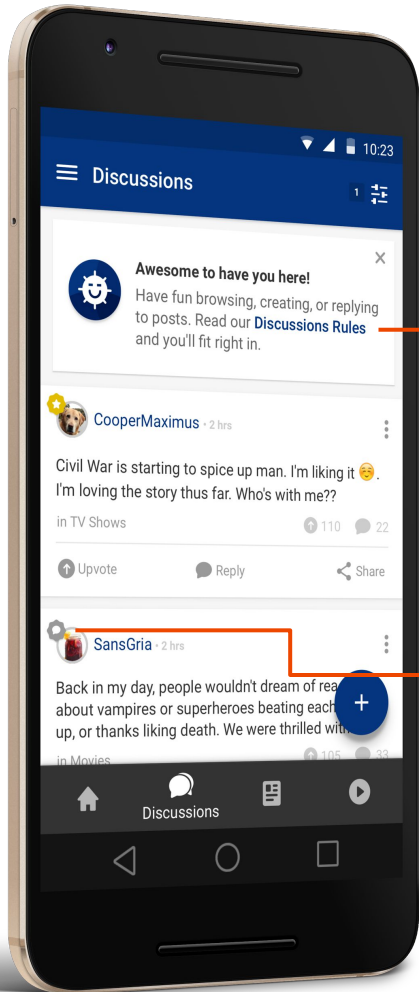 10:23
Discussions
1
Awesome to have you here!
Have fun browsing, creating, or replying
to posts. Read our Discussions Rules
and you'll fit right in.
CooperMaximus • 2 hrs
Civil War is starting to spice up man. I'm liking it ☺️.
I'm loving the story thus far. Who's with me??
in TV Shows
110 22
Upvote Reply Share
SansGria • 2 hrs
Back in my day, people wouldn't dream of rea
about vampires or superheroes beating each
up, or thanks liking death. We were thrilled with
in Movies
105 33
Discussions